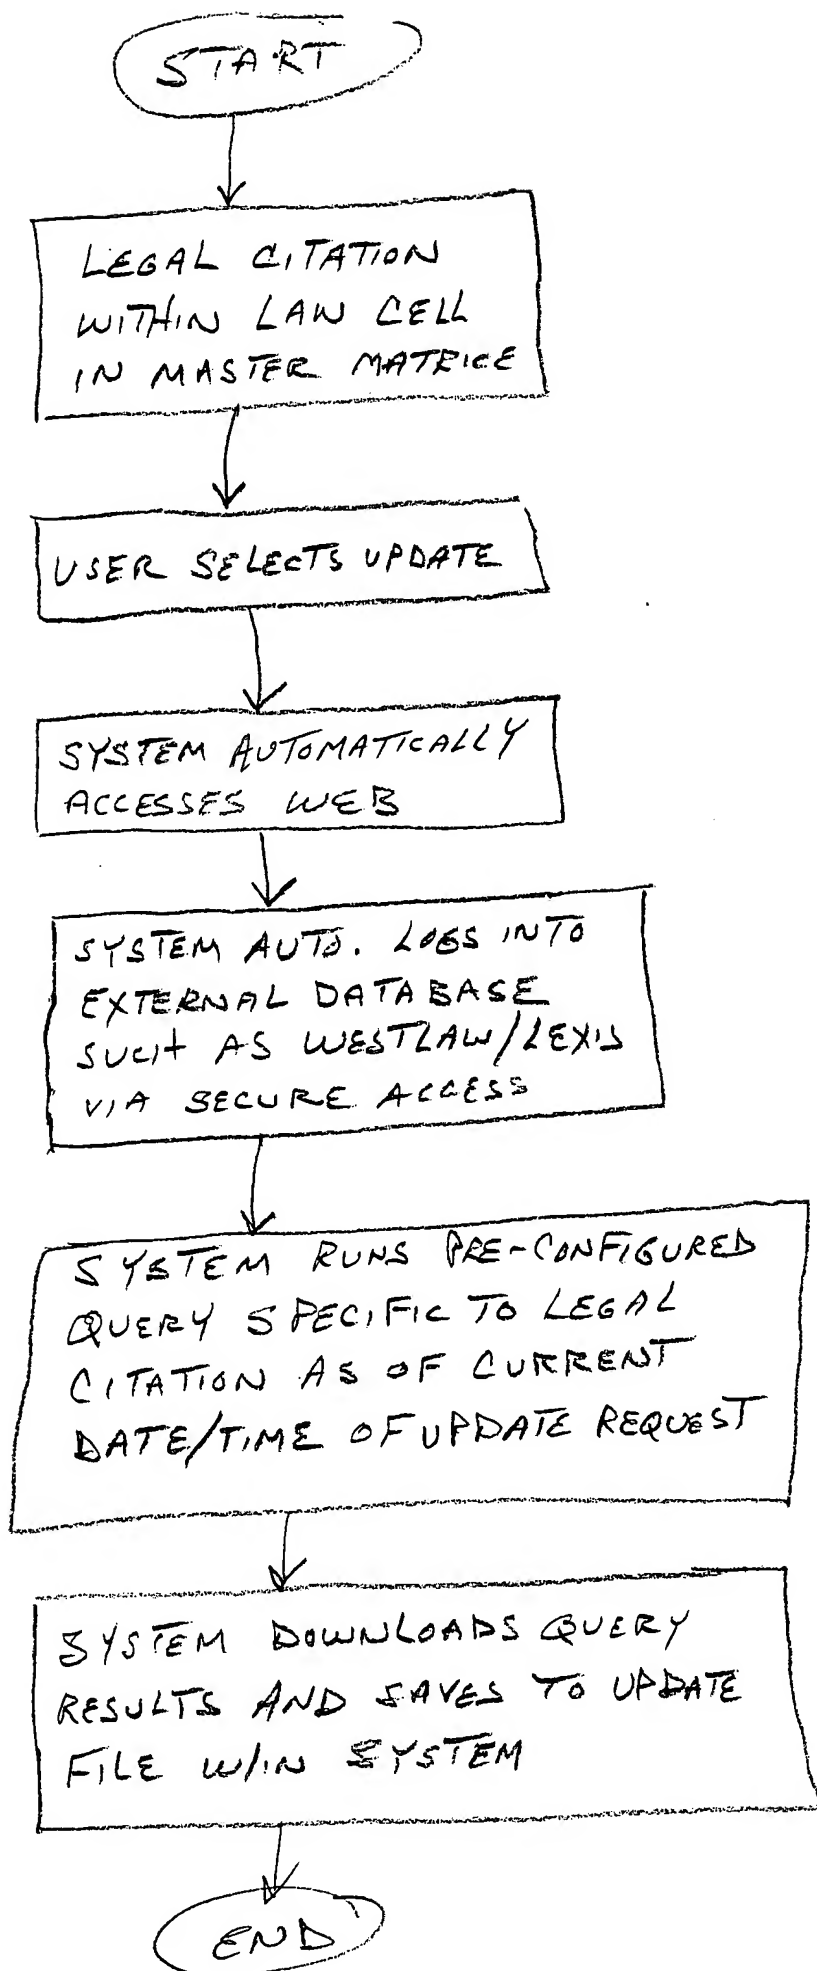 START
LEGAL CITATION
WITHIN LAW CELL
IN MASTER MATRICE
USER SELECTS UPDATE
SYSTEM AUTOMATICALLY
ACCESSES WEB
SYSTEM AUTO. LOGS INTO
EXTERNAL DATABASE
SUCH AS WESTLAW/LEXIS
VIA SECURE ACCESS
SYSTEM RUNS PRE-CONFIGURED
QUERY SPECIFIC TO LEGAL
CITATION AS OF CURRENT
DATE/TIME OF UPDATE REQUEST
SYSTEM DOWNLOADS QUERY
RESULTS AND SAVES TO UPDATE
FILE W/IN SYSTEM
END